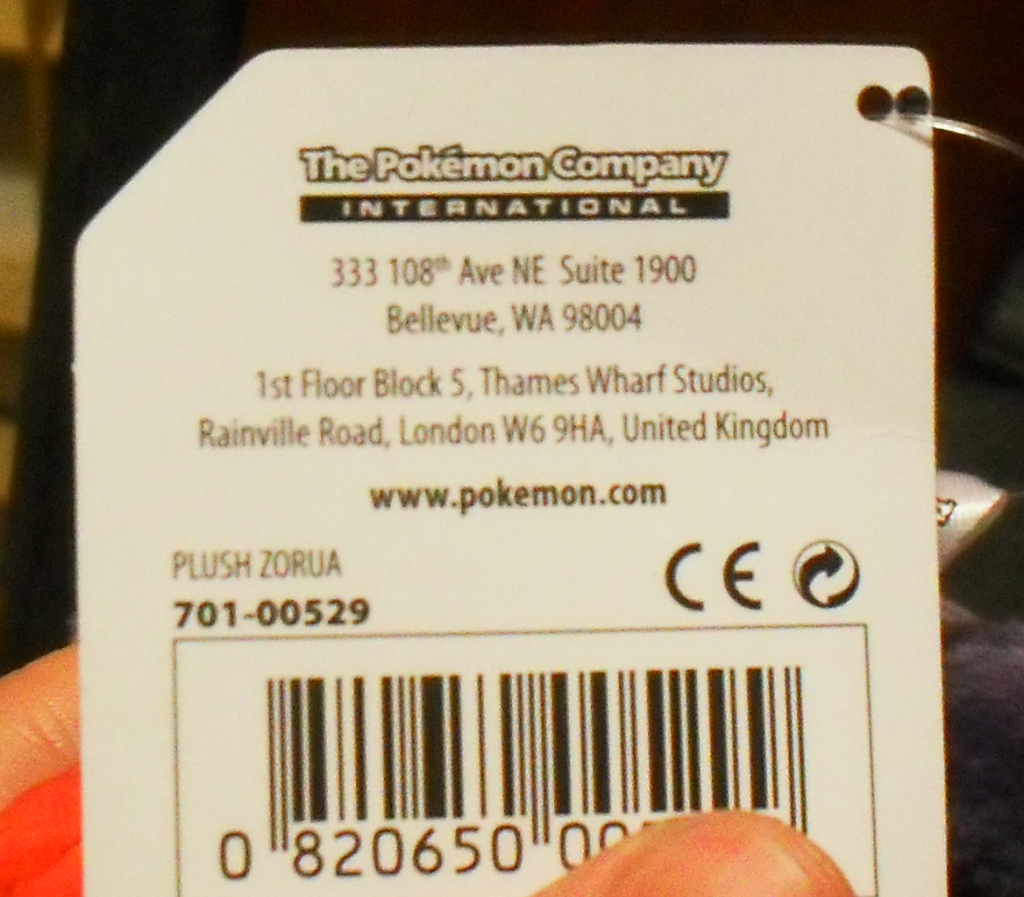 The Pokémon Company
INTERNATIONAL
333 108th Ave NE Suite 1900
Bellevue, WA 98004
1st Floor Block 5, Thames Wharf Studios,
Rainville Road, London W6 9HA, United Kingdom
www.pokemon.com
PLUSH ZORUA
CE
701-00529
0 820650 00